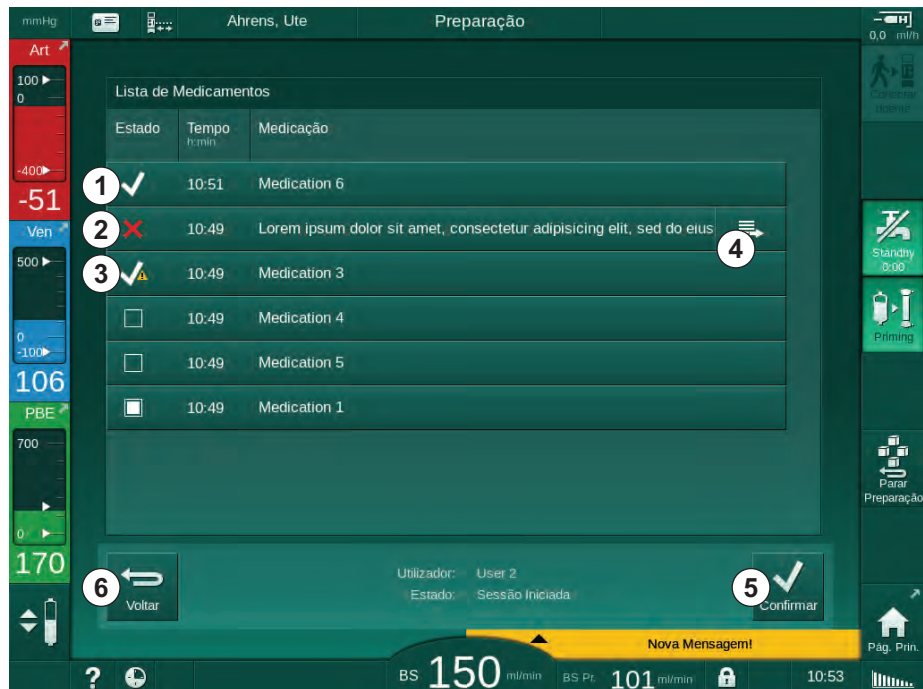 mmHg
Ahrens, Ute
Preparação
0,0 ml/h
Art
100
0
-400
-51
Ven
500
0
-100
106
PBE
700
0
170
Lista de Medicamentos
Estado Tempo Medicação
h:min
1 10:51 Medication 6
2 10:49 Lorem ipsum dolor sit amet, consectetur adipisicing elit, sed do eius
4
3 10:49 Medication 3
10:49 Medication 4
10:49 Medication 5
10:49 Medication 1
Utilizador: User 2
Estado: Sessão Iniciada
6 Voltar
5 Confirmar
Nova Mensagem!
Standby
0:00
Priming
Parar
Preparação
Pág. Prin.
? BS 150 ml/min BS Pr. 101 ml/min 10:53